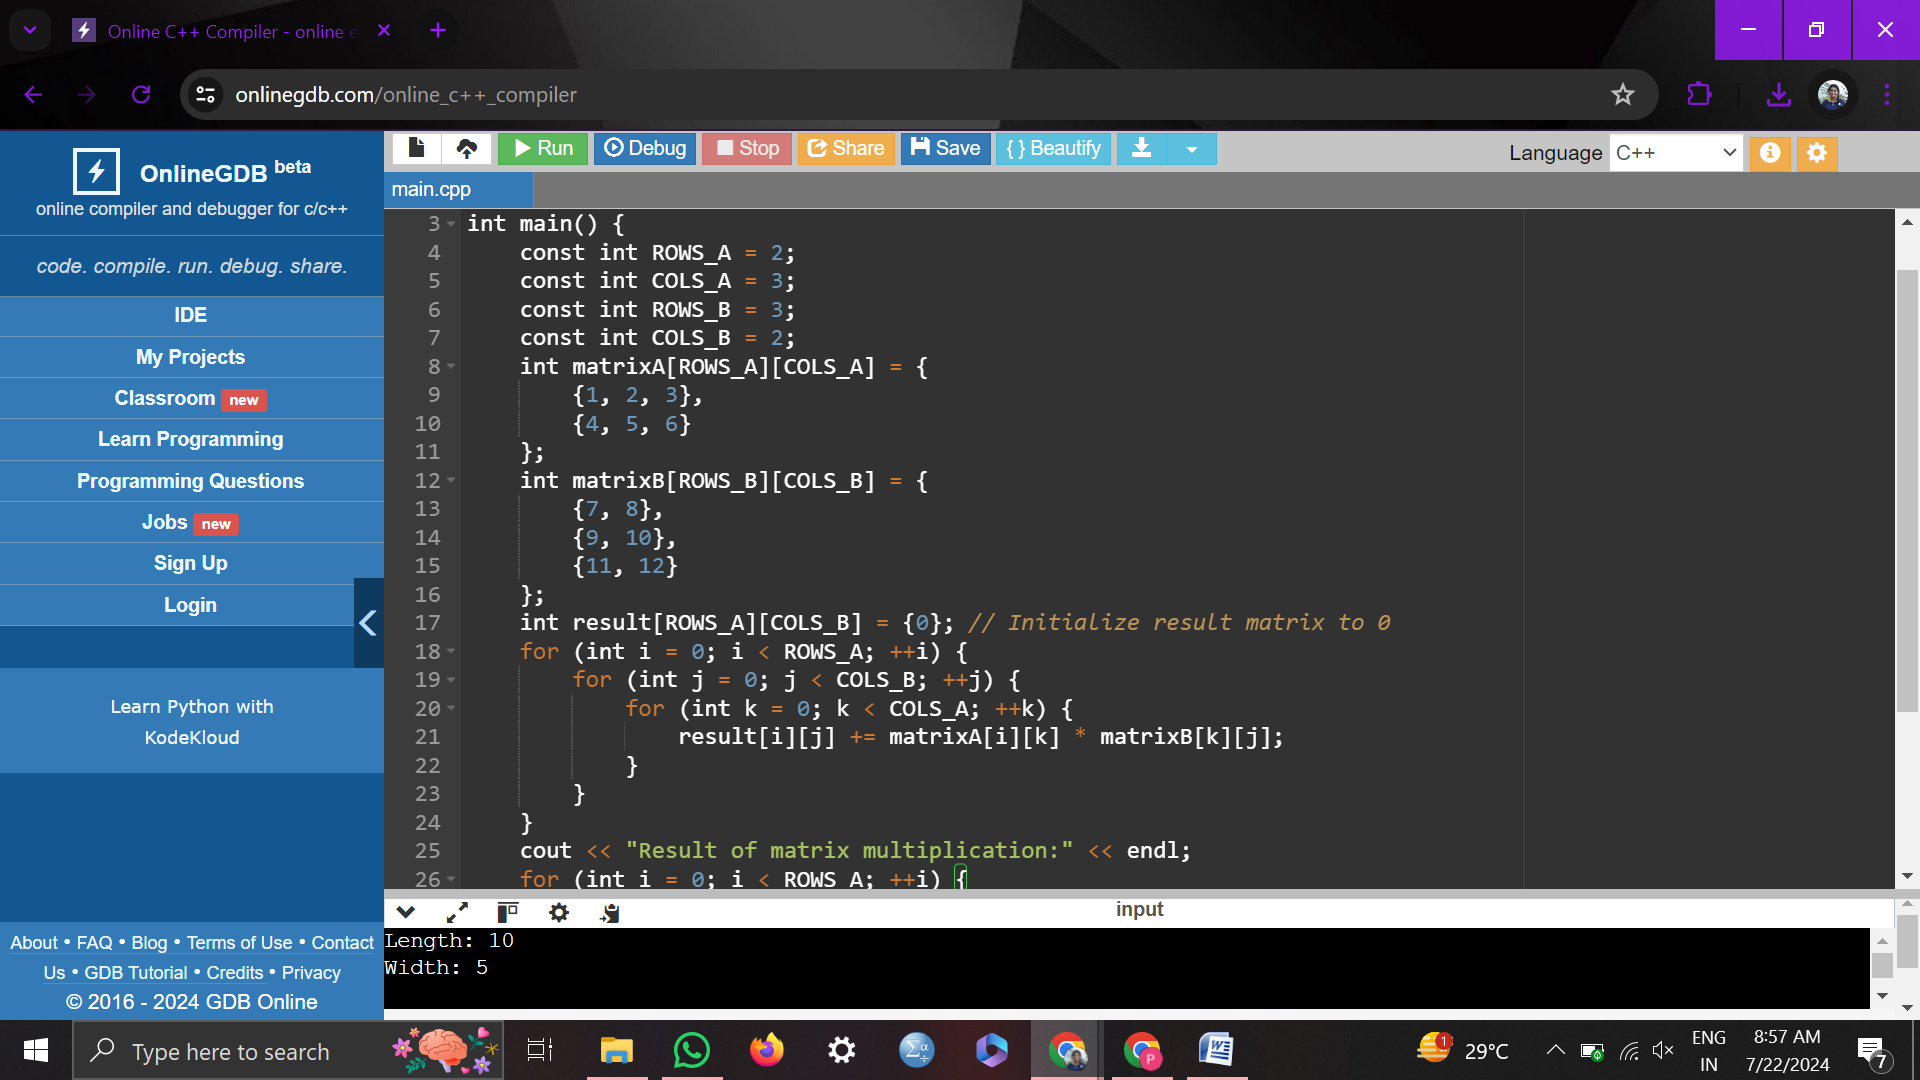 Online C++ Compiler - online e
onlinegdb.com/online_c++_compiler
OnlineGDB beta
online compiler and debugger for c/c++
code. compile. run. debug. share.
IDE
My Projects
Classroom new
Learn Programming
Programming Questions
Jobs new
Sign Up
Login
Learn Python with
KodeKloud
About • FAQ • Blog • Terms of Use • Contact
Us • GDB Tutorial • Credits • Privacy
© 2016 - 2024 GDB Online
Run Debug Stop Share Save { } Beautify
Language C++
main.cpp
3 int main() {
4     const int ROWS_A = 2;
5     const int COLS_A = 3;
6     const int ROWS_B = 3;
7     const int COLS_B = 2;
8     int matrixA[ROWS_A][COLS_A] = {
9         {1, 2, 3},
10         {4, 5, 6}
11     };
12     int matrixB[ROWS_B][COLS_B] = {
13         {7, 8},
14         {9, 10},
15         {11, 12}
16     };
17     int result[ROWS_A][COLS_B] = {0}; // Initialize result matrix to 0
18     for (int i = 0; i < ROWS_A; ++i) {
19         for (int j = 0; j < COLS_B; ++j) {
20             for (int k = 0; k < COLS_A; ++k) {
21                 result[i][j] += matrixA[i][k] * matrixB[k][j];
22             }
23         }
24     }
25     cout << "Result of matrix multiplication:" << endl;
26     for (int i = 0; i < ROWS_A; ++i) {
input
Length: 10
Width: 5
Type here to search
1
29°C
ENG
IN
8:57 AM
7/22/2024
7
P